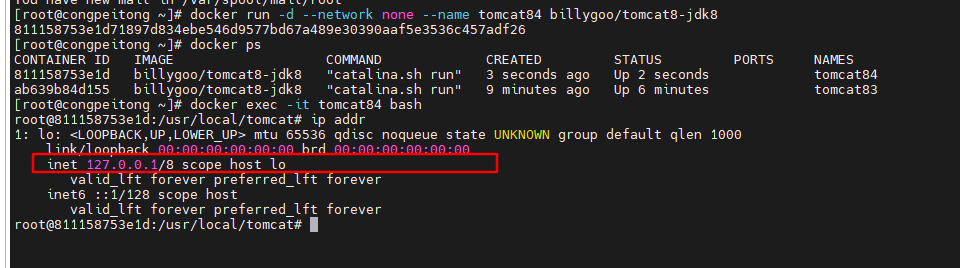 You have new mail in /var/spool/mail/root
[root@congpeitong ~]# docker run -d --network none --name tomcat84 billygoo/tomcat8-jdk8
811158753e1d71897d834ebe546d9577bd67a489e30390aaf5e3536c457adf26
[root@congpeitong ~]# docker ps
CONTAINER ID IMAGE COMMAND CREATED STATUS PORTS NAMES
811158753e1d billygoo/tomcat8-jdk8 "catalina.sh run" 3 seconds ago Up 2 seconds tomcat84
ab639b84d155 billygoo/tomcat8-jdk8 "catalina.sh run" 9 minutes ago Up 6 minutes tomcat83
[root@congpeitong ~]# docker exec -it tomcat84 bash
root@811158753e1d:/usr/local/tomcat# ip addr
1: lo: <LOOPBACK,UP,LOWER_UP> mtu 65536 qdisc noqueue state UNKNOWN group default qlen 1000
link/loopback 00:00:00:00:00:00 brd 00:00:00:00:00:00
inet 127.0.0.1/8 scope host lo
valid_lft forever preferred_lft forever
inet6 ::1/128 scope host
valid_lft forever preferred_lft forever
root@811158753e1d:/usr/local/tomcat#